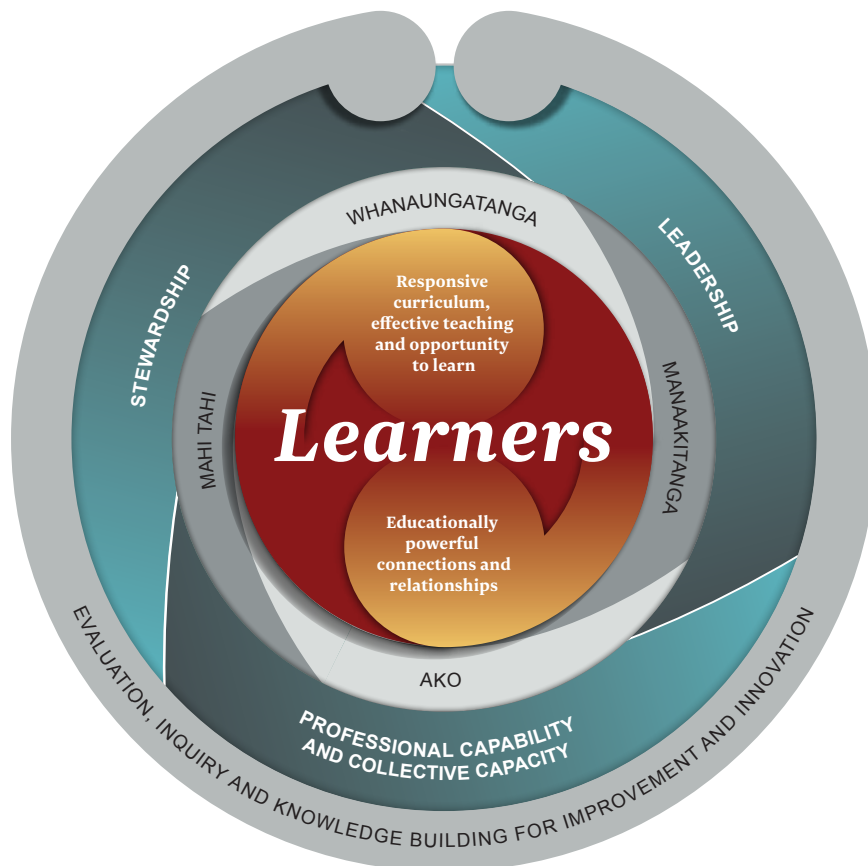 WHANAUNGATANGA
LEADERSHIP
STEWARDSHIP
Responsive
curriculum,
effective teaching
and opportunity
to learn
MANAAKITANGA
MAHI TAHI
Learners
Educationally
powerful
connections and
relationships
AKO
PROFESSIONAL CAPABILITY
AND COLLECTIVE CAPACITY
EVALUATION, INQUIRY AND KNOWLEDGE BUILDING FOR IMPROVEMENT AND INNOVATION